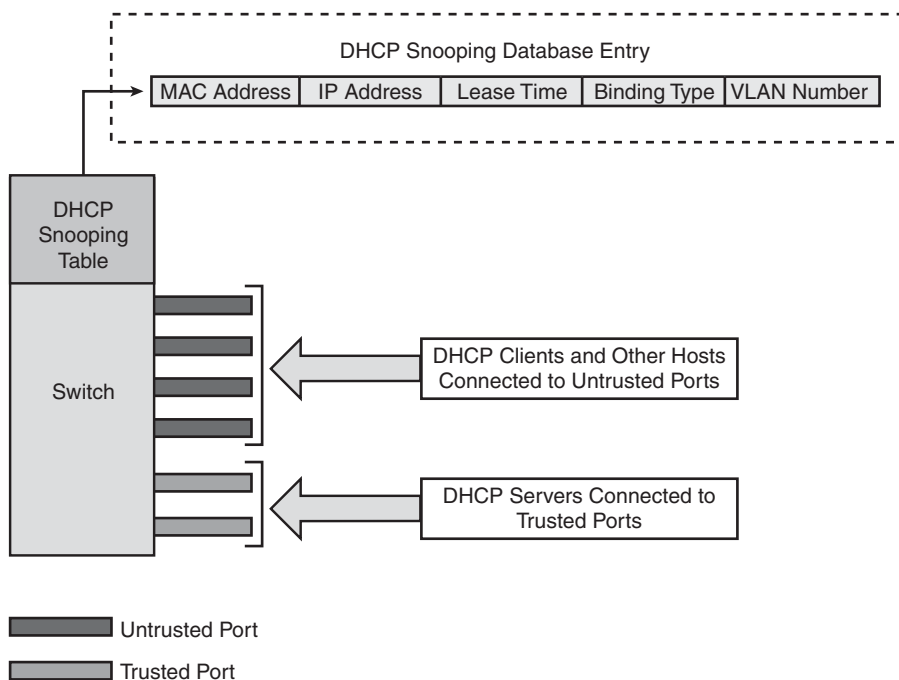 DHCP Snooping Database Entry
MAC Address IP Address Lease Time Binding Type VLAN Number
DHCP
Snooping
Table
Switch
DHCP Clients and Other Hosts
Connected to Untrusted Ports
DHCP Servers Connected to
Trusted Ports
Untrusted Port
Trusted Port